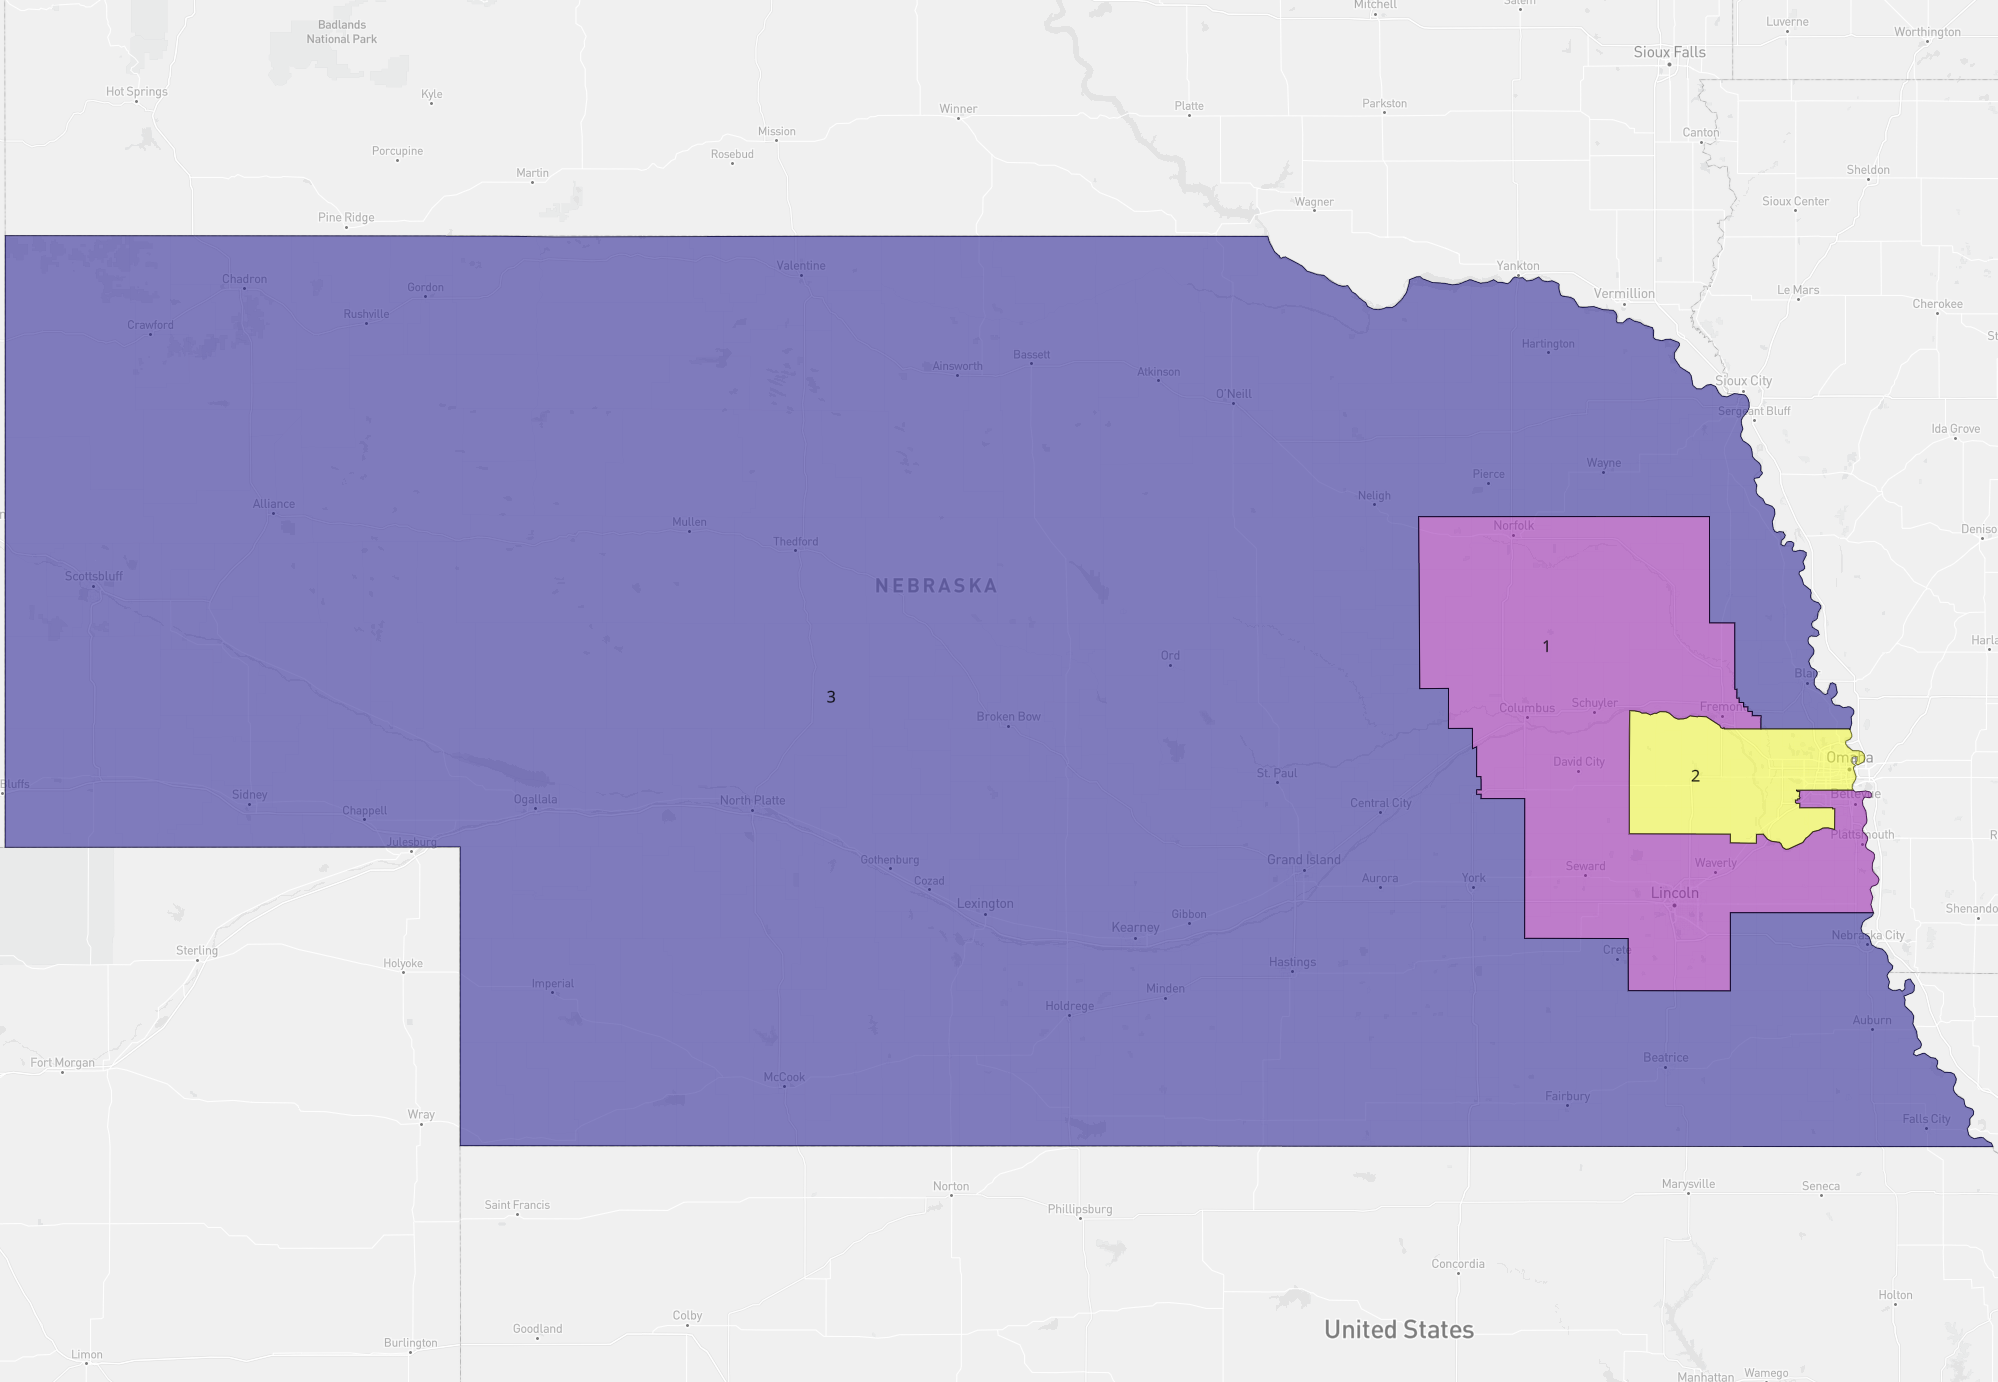 Mitchell
Salem
Badlands
National Park
Luverne
Worthington
Sioux Falls
Hot Springs
Kyle
Winner
Platte
Parkston
Mission
Canton
Porcupine
Rosebud
Martin
Sheldon
Pine Ridge
Wagner
Sioux Center
Chadron
Gordon
Valentine
Yankton
Vermillion
Le Mars
Cherokee
Crawford
Rushville
Hartington
St
Ainsworth
Bassett
Atkinson
O'Neill
Sioux City
Sergeant Bluff
Ida Grove
Wayne
Pierce
Neligh
Alliance
Mullen
Thedford
Norfolk
Deniso
Scottsbluff
NEBRASKA
1
Ord
Harla
3
Blair
Broken Bow
Columbus
Schuyler
Fremont
Omaha
David City
2
St. Paul
Bluffs
Sidney
Chappell
Ogallala
North Platte
Central City
Bellevue
Plattsmouth
R
Julesburg
Gothenburg
Cozad
Grand Island
Aurora
York
Seward
Waverly
Lincoln
Lexington
Gibbon
Kearney
Shenando
Nebraska City
Sterling
Holyoke
Hastings
Crete
Imperial
Minden
Holdrege
Auburn
Fort Morgan
McCook
Beatrice
Fairbury
Wray
Falls City
Norton
Saint Francis
Phillipsburg
Marysville
Seneca
Concordia
Holton
Colby
Goodland
United States
Burlington
Limon
Manhattan
Wamego